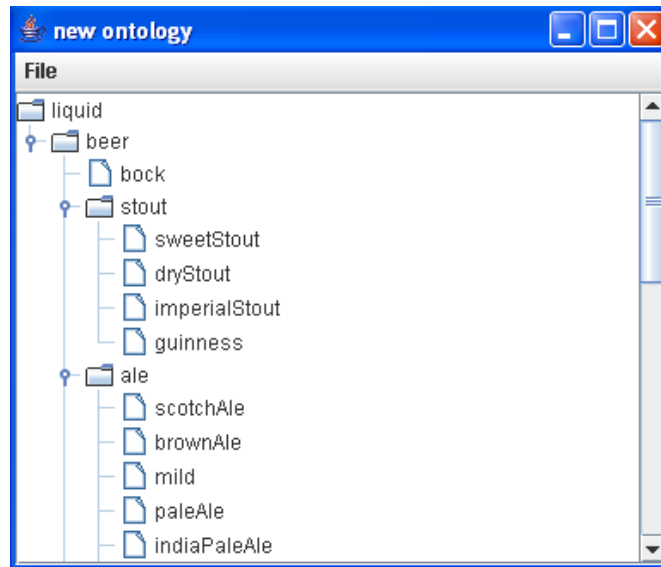 new ontology
File
liquid
beer
bock
stout
sweetStout
dryStout
imperialStout
guinness
ale
scotchAle
brownAle
mild
paleAle
indiaPaleAle